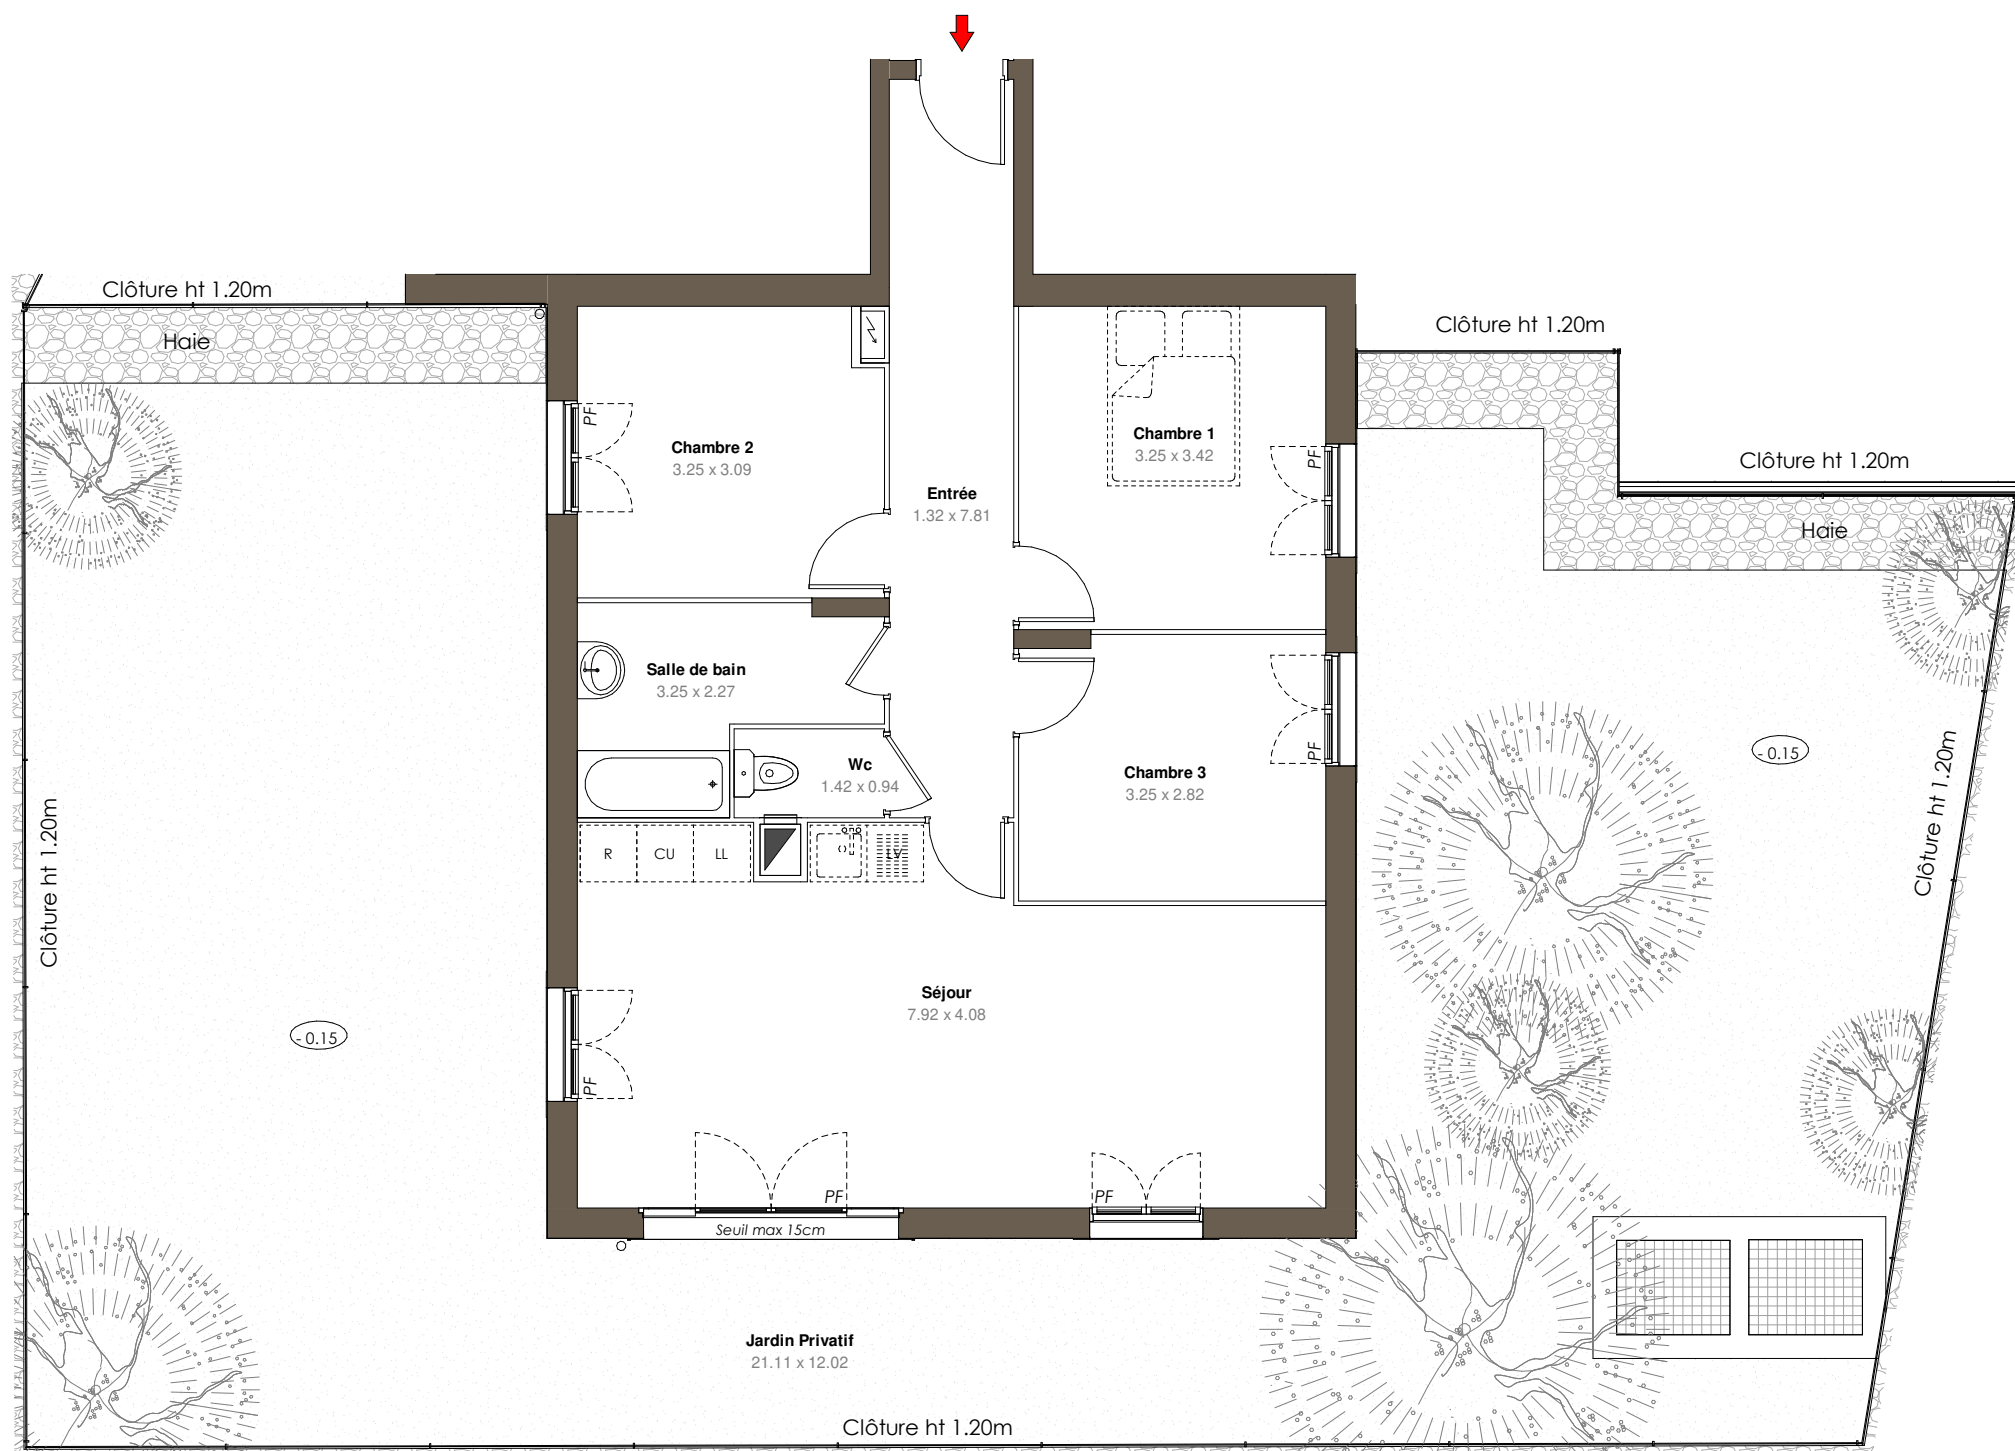 Clôture ht 1.20m
Haie
Clôture ht 1.20m
Clôture ht 1.20m
Haie
PF
Chambre 2
3.25 x 3.09
Chambre 1
3.25 x 3.42
PF
Entrée
1.32 x 7.81
Salle de bain
3.25 x 2.27
Wc
1.42 x 0.94
Chambre 3
3.25 x 2.82
PF
- 0.15
Clôture ht 1.20m
Clôture ht 1.20m
R
CU
LL
LV
Séjour
7.92 x 4.08
- 0.15
PF
PF
PF
Seuil max 15cm
Jardin Privatif
21.11 x 12.02
Clôture ht 1.20m